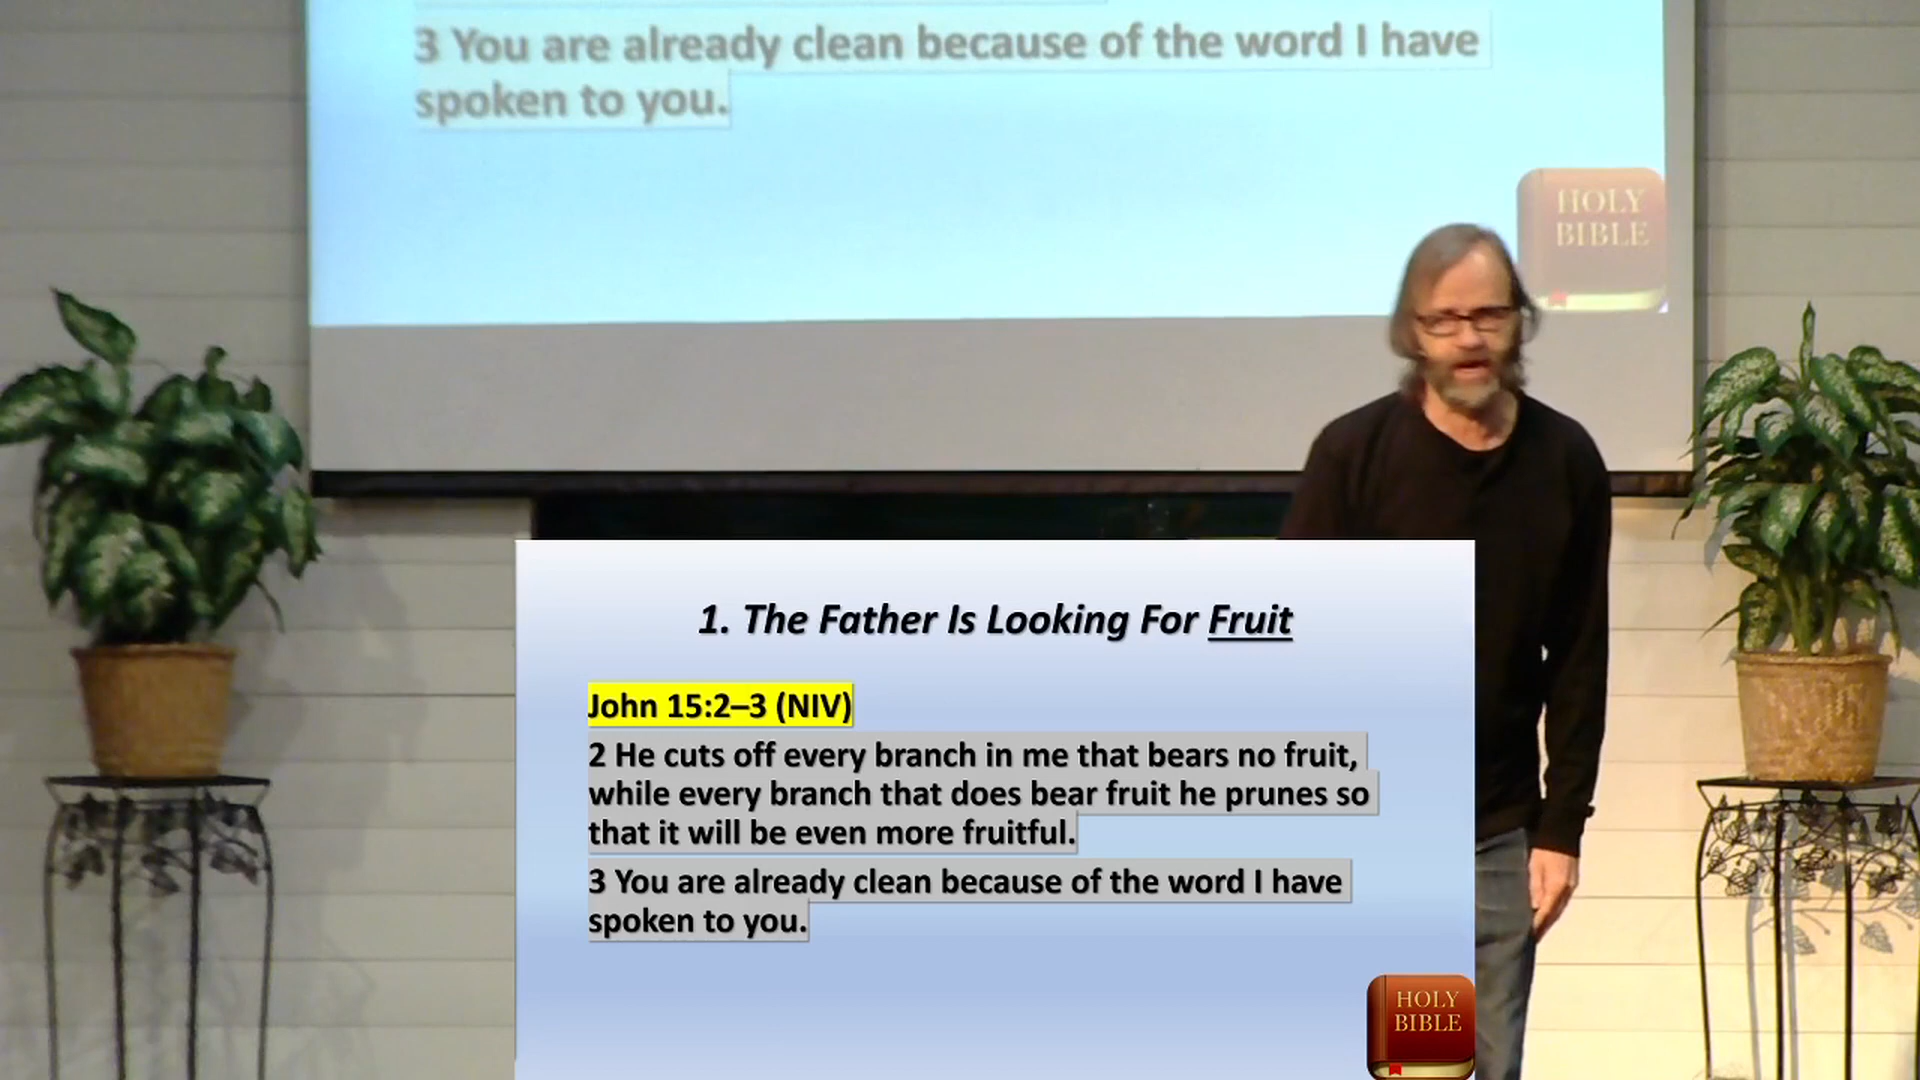 3 You are already clean because of the word I have
spoken to you.
HOLY
BIBLE
1. The Father Is Looking For Fruit
John 15:2–3 (NIV)
2 He cuts off every branch in me that bears no fruit,
while every branch that does bear fruit he prunes so
that it will be even more fruitful.
3 You are already clean because of the word I have
spoken to you.
HOLY
BIBLE